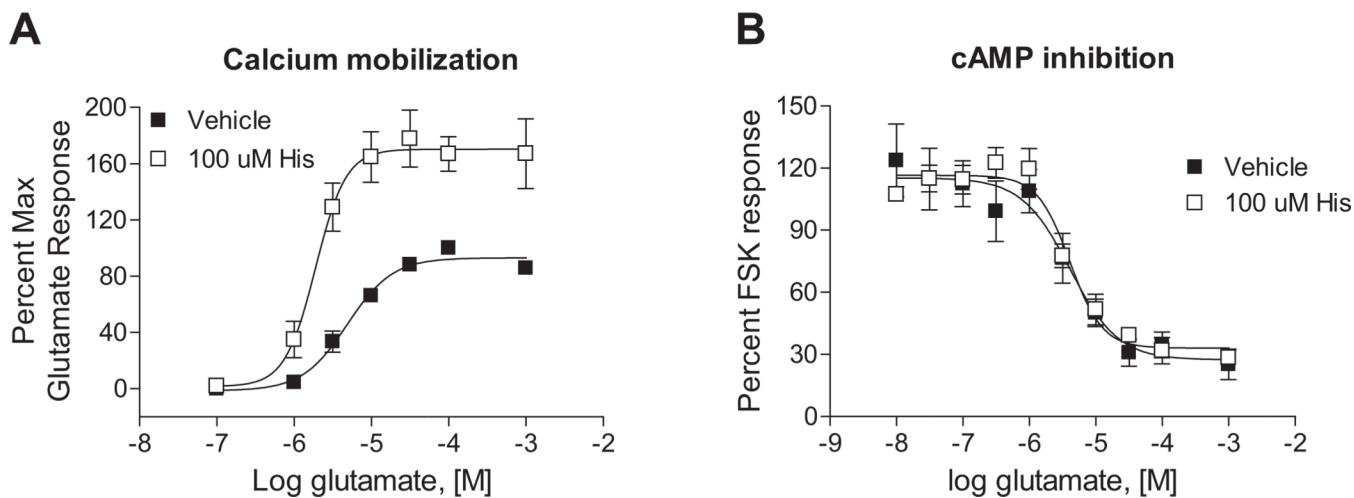 A
Calcium mobilization
Percent Max
Glutamate Response
200
160
120
80
40
0
Vehicle
100 uM His
-8
-7
-6
-5
-4
-3
-2
Log glutamate, [M]
B
cAMP inhibition
Percent FSK response
150
120
90
60
30
0
Vehicle
100 uM His
-9
-8
-7
-6
-5
-4
-3
-2
log glutamate, [M]